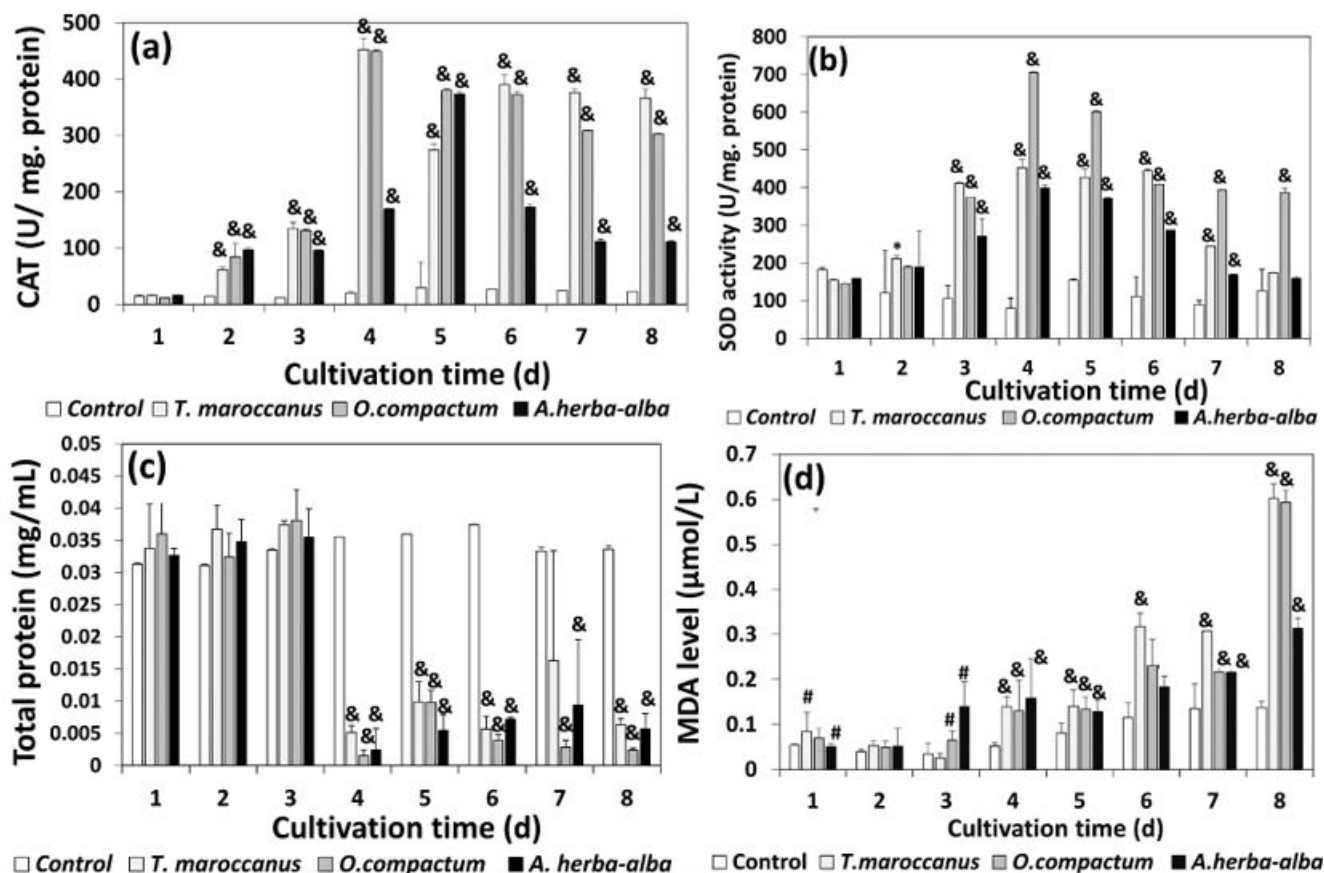 (a)
CAT (U/ mg. protein)
500
400
300
200
100
0
& & &
& & &
& & &
& & &
& & &
& & &
& & &
1 2 3 4 5 6 7 8
Cultivation time (d)
Control T. maroccanus O.compactum A.herba-alba
(b)
SOD activity (U/mg. protein)
800
700
600
500
400
300
200
100
0
*
& & &
& & &
& & &
& & &
& & &
&
1 2 3 4 5 6 7 8
Cultivation time (d)
Control T. maroccanus O.compactum A.herba-alba
(c)
Total protein (mg/mL)
0.05
0.045
0.04
0.035
0.03
0.025
0.02
0.015
0.01
0.005
0
& & &
& & &
& & &
& &
& & &
1 2 3 4 5 6 7 8
Cultivation time (d)
Control T. maroccanus O.compactum A. herba-alba
(d)
MDA level (µmol/L)
0.7
0.6
0.5
0.4
0.3
0.2
0.1
0
# #
# #
& & &
& & &
&
& & &
& & &
1 2 3 4 5 6 7 8
Cultivation time (d)
Control T.maroccanus O.compactum A.herba-alba